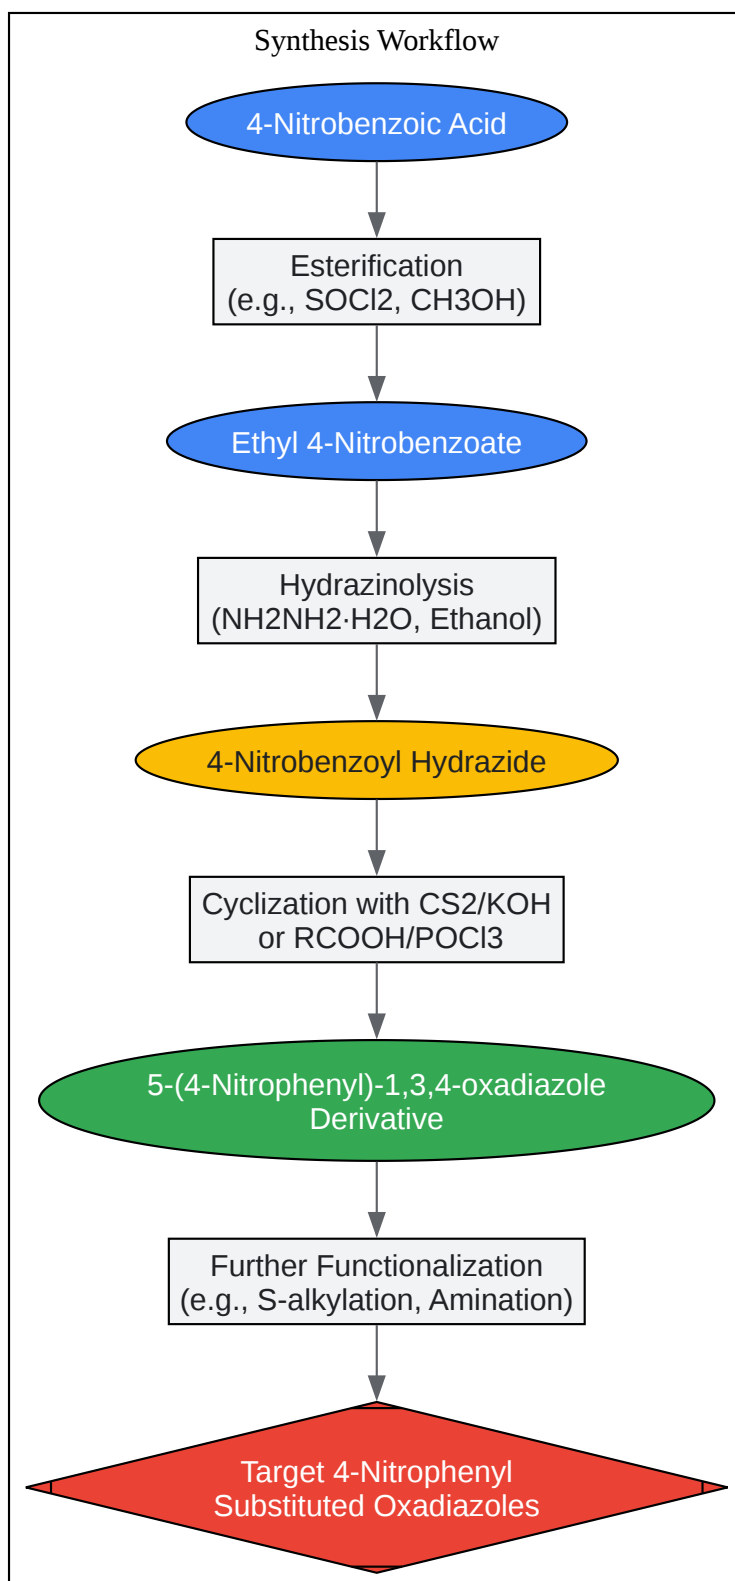 Synthesis Workflow
4-Nitrobenzoic Acid
Esterification
(e.g., SOCl2, CH3OH)
Ethyl 4-Nitrobenzoate
Hydrazinolysis
(NH2NH2·H2O, Ethanol)
4-Nitrobenzoyl Hydrazide
Cyclization with CS2/KOH
or RCOOH/POCl3
5-(4-Nitrophenyl)-1,3,4-oxadiazole
Derivative
Further Functionalization
(e.g., S-alkylation, Amination)
Target 4-Nitrophenyl
Substituted Oxadiazoles